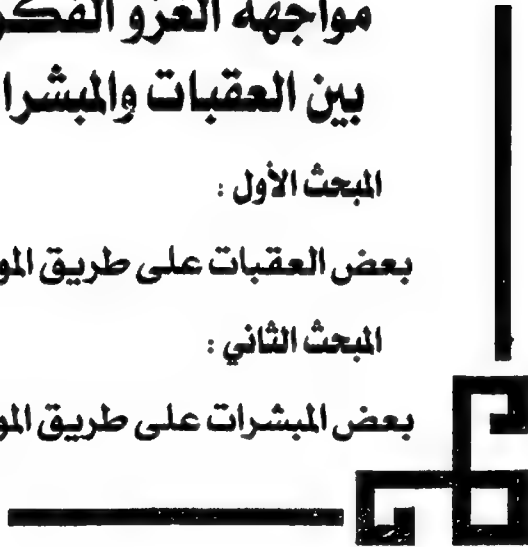 مواجهة الغزو الفكر
بين العقبات والمبشرا
المبحث الأول :
بعض العقبات على طريق المو
المبحث الثاني :
بعض المبشرات على طريق المو